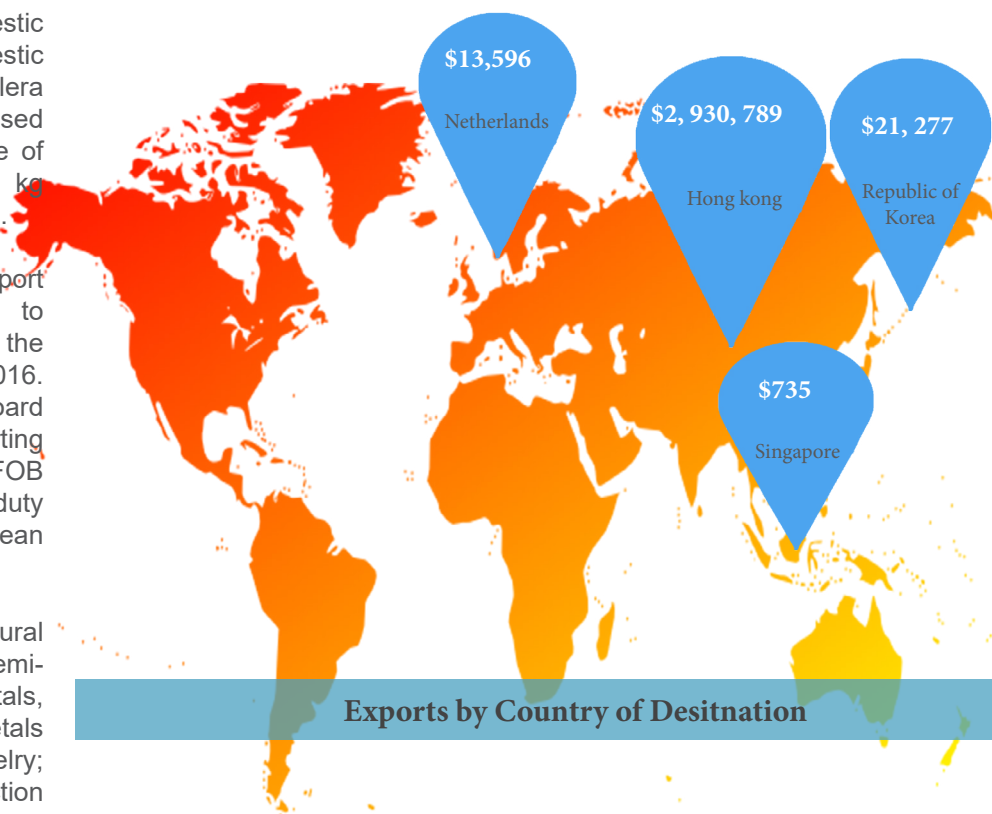 estic
estic
lera
sed
e of
kg
.
port
to
the
016.
oard
ting
FOB
duty
ean
ural
emi-
tals,
etals
elry;
tion
$13,596
Netherlands
$2, 930, 789
Hong kong
$21, 277
Republic of
Korea
$735
Singapore
Exports by Country of Desitnation